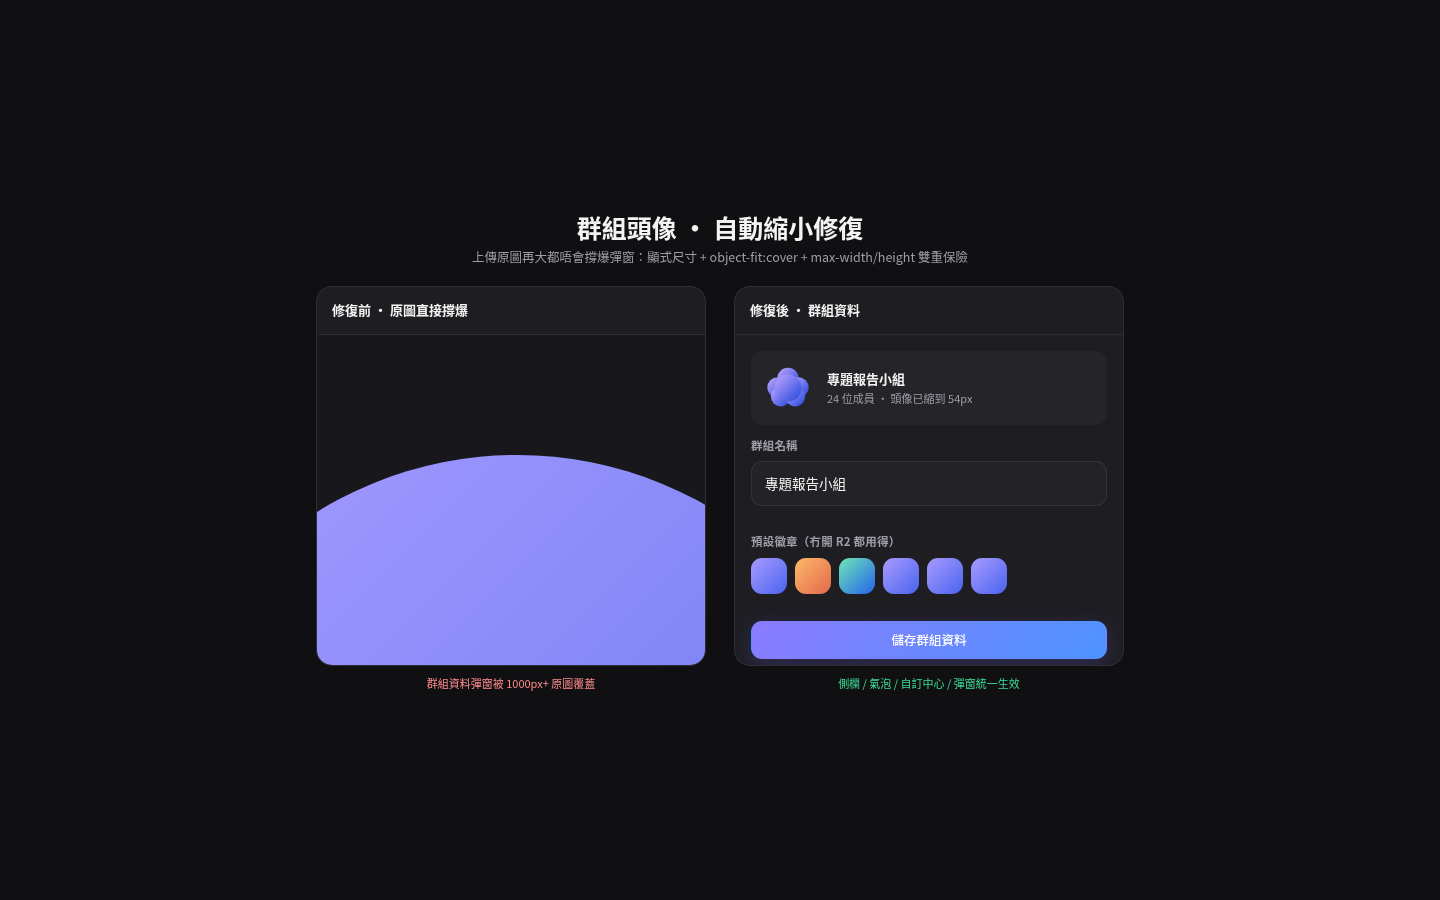 群組頭像 · 自動縮小修復
上傳原圖再大都唔會撐爆彈窗：顯式尺寸 + object-fit:cover + max-width/height 雙重保險
修復前 · 原圖直接撐爆
群組資料彈窗被 1000px+ 原圖覆蓋
修復後 · 群組資料
專題報告小組
24 位成員 · 頭像已縮到 54px
群組名稱
專題報告小組
預設徽章（冇開 R2 都用得）
儲存群組資料
側欄 / 氣泡 / 自訂中心 / 彈窗統一生效